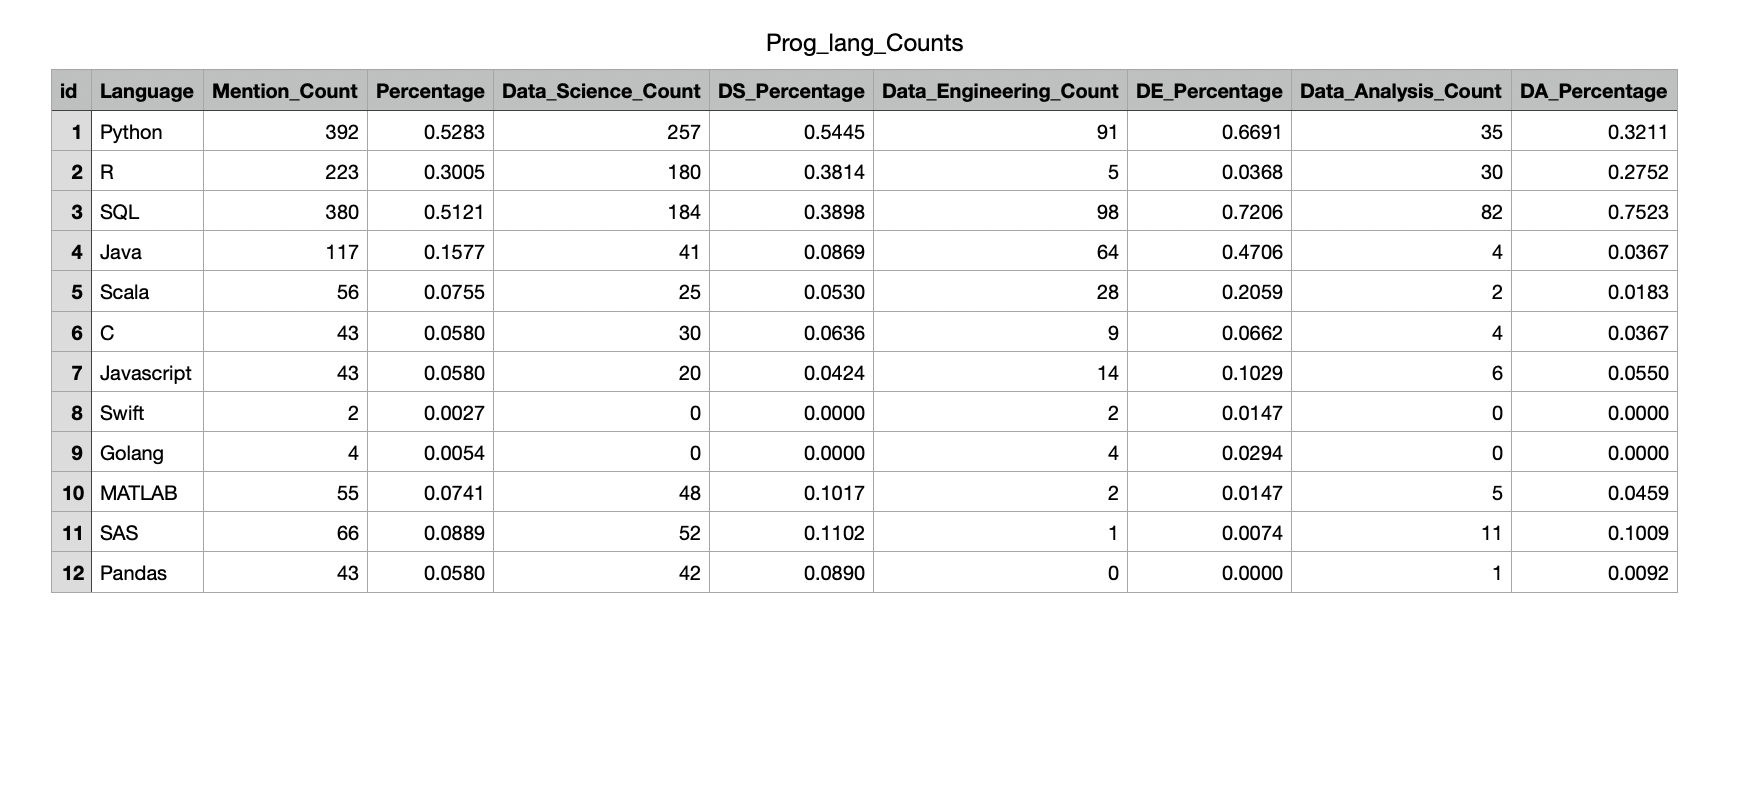 Prog_lang_Counts
id Language Mention_Count Percentage Data_Science_Count DS_Percentage Data_Engineering_Count DE_Percentage Data_Analysis_Count DA_Percentage
1 Python 392 0.5283 257 0.5445 91 0.6691 35 0.3211
2 R 223 0.3005 180 0.3814 5 0.0368 30 0.2752
3 SQL 380 0.5121 184 0.3898 98 0.7206 82 0.7523
4 Java 117 0.1577 41 0.0869 64 0.4706 4 0.0367
5 Scala 56 0.0755 25 0.0530 28 0.2059 2 0.0183
6 C 43 0.0580 30 0.0636 9 0.0662 4 0.0367
7 Javascript 43 0.0580 20 0.0424 14 0.1029 6 0.0550
8 Swift 2 0.0027 0 0.0000 2 0.0147 0 0.0000
9 Golang 4 0.0054 0 0.0000 4 0.0294 0 0.0000
10 MATLAB 55 0.0741 48 0.1017 2 0.0147 5 0.0459
11 SAS 66 0.0889 52 0.1102 1 0.0074 11 0.1009
12 Pandas 43 0.0580 42 0.0890 0 0.0000 1 0.0092